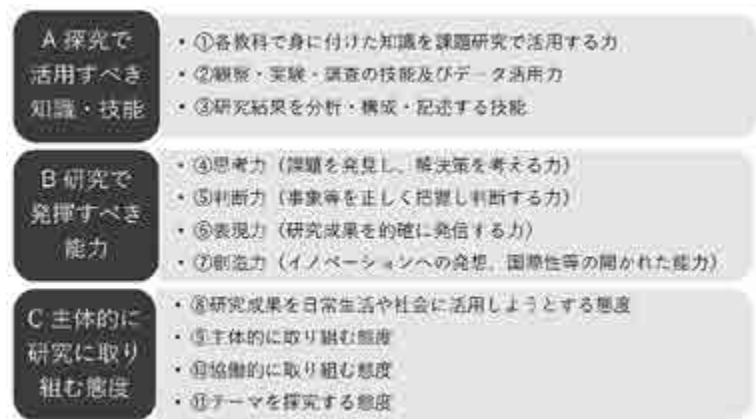 A 探究で
活用すべき
知識・技能
・①各教科で身に付けた知識を課題研究で活用する力
・②観察・実験・調査の技能及びデータ活用力
・③研究結果を分析・構成・記述する技能
B 研究で
発揮すべき
能力
・④思考力（課題を発見し、解決策を考える力）
・⑤判断力（事象等を正しく把握し判断する力）
・⑥表現力（研究成果を的確に発信する力）
・⑦創造力（イノベーションへの発想、国際性等の開かれた能力）
C 主体的に
研究に取り
組む態度
・⑧研究成果を日常生活や社会に活用しようとする態度
・⑨主体的に取り組む態度
・⑩協働的に取り組む態度
・⑪テーマを探究する態度